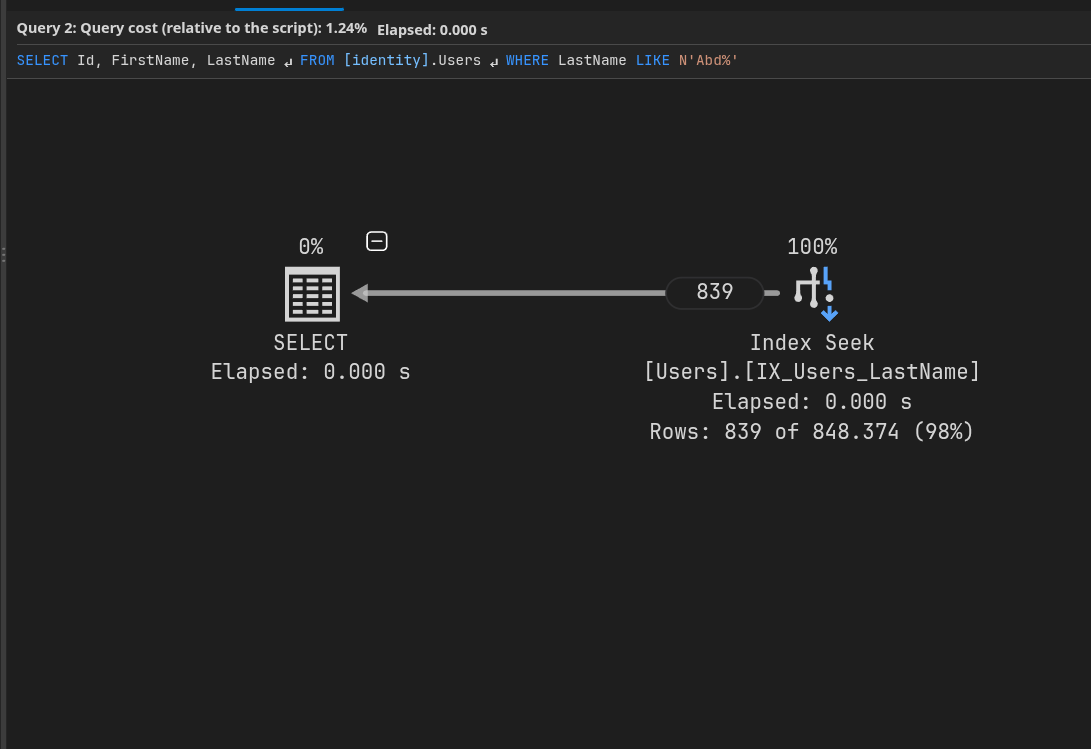 Query 2: Query cost (relative to the script): 1.24% Elapsed: 0.000 s
SELECT Id, FirstName, LastName ↵ FROM [identity].Users ↵ WHERE LastName LIKE N'Abd%'
0%
100%
839
SELECT
Index Seek
Elapsed: 0.000 s
[Users].[IX_Users_LastName]
Elapsed: 0.000 s
Rows: 839 of 848.374 (98%)